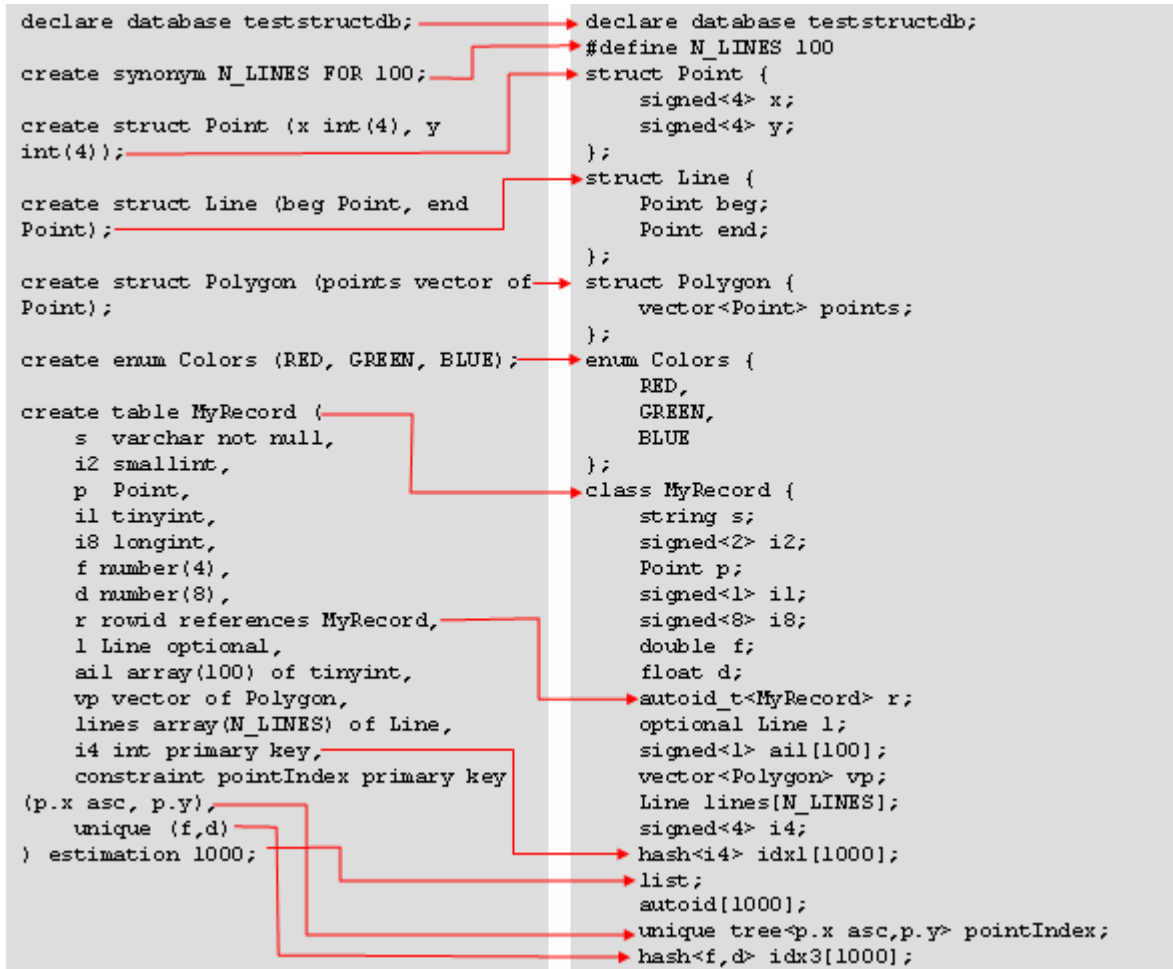 declare database teststructdb;
create synonym N_LINES FOR 100;
create struct Point (x int(4), y
int(4));
create struct Line (beg Point, end
Point);
create struct Polygon (points vector of
Point);
create enum Colors (RED, GREEN, BLUE);
create table MyRecord (
s varchar not null,
i2 smallint,
p Point,
i1 tinyint,
i8 longint,
f number(4),
d number(8),
r rowid references MyRecord,
l Line optional,
ai1 array(100) of tinyint,
vp vector of Polygon,
lines array(N_LINES) of Line,
i4 int primary key,
constraint pointIndex primary key
(p.x asc, p.y),
unique (f,d)
) estimation 1000;
declare database teststructdb;
#define N_LINES 100
struct Point {
signed<4> x;
signed<4> y;
};
struct Line {
Point beg;
Point end;
};
struct Polygon {
vector<Point> points;
};
enum Colors {
RED,
GREEN,
BLUE
};
class MyRecord {
string s;
signed<2> i2;
Point p;
signed<1> i1;
signed<8> i8;
double f;
float d;
autoid_t<MyRecord> r;
optional Line l;
signed<1> ai1[100];
vector<Polygon> vp;
Line lines[N_LINES];
signed<4> i4;
hash<i4> idx1[1000];
list;
autoid[1000];
unique tree<p.x asc,p.y> pointIndex;
hash<f,d> idx3[1000];